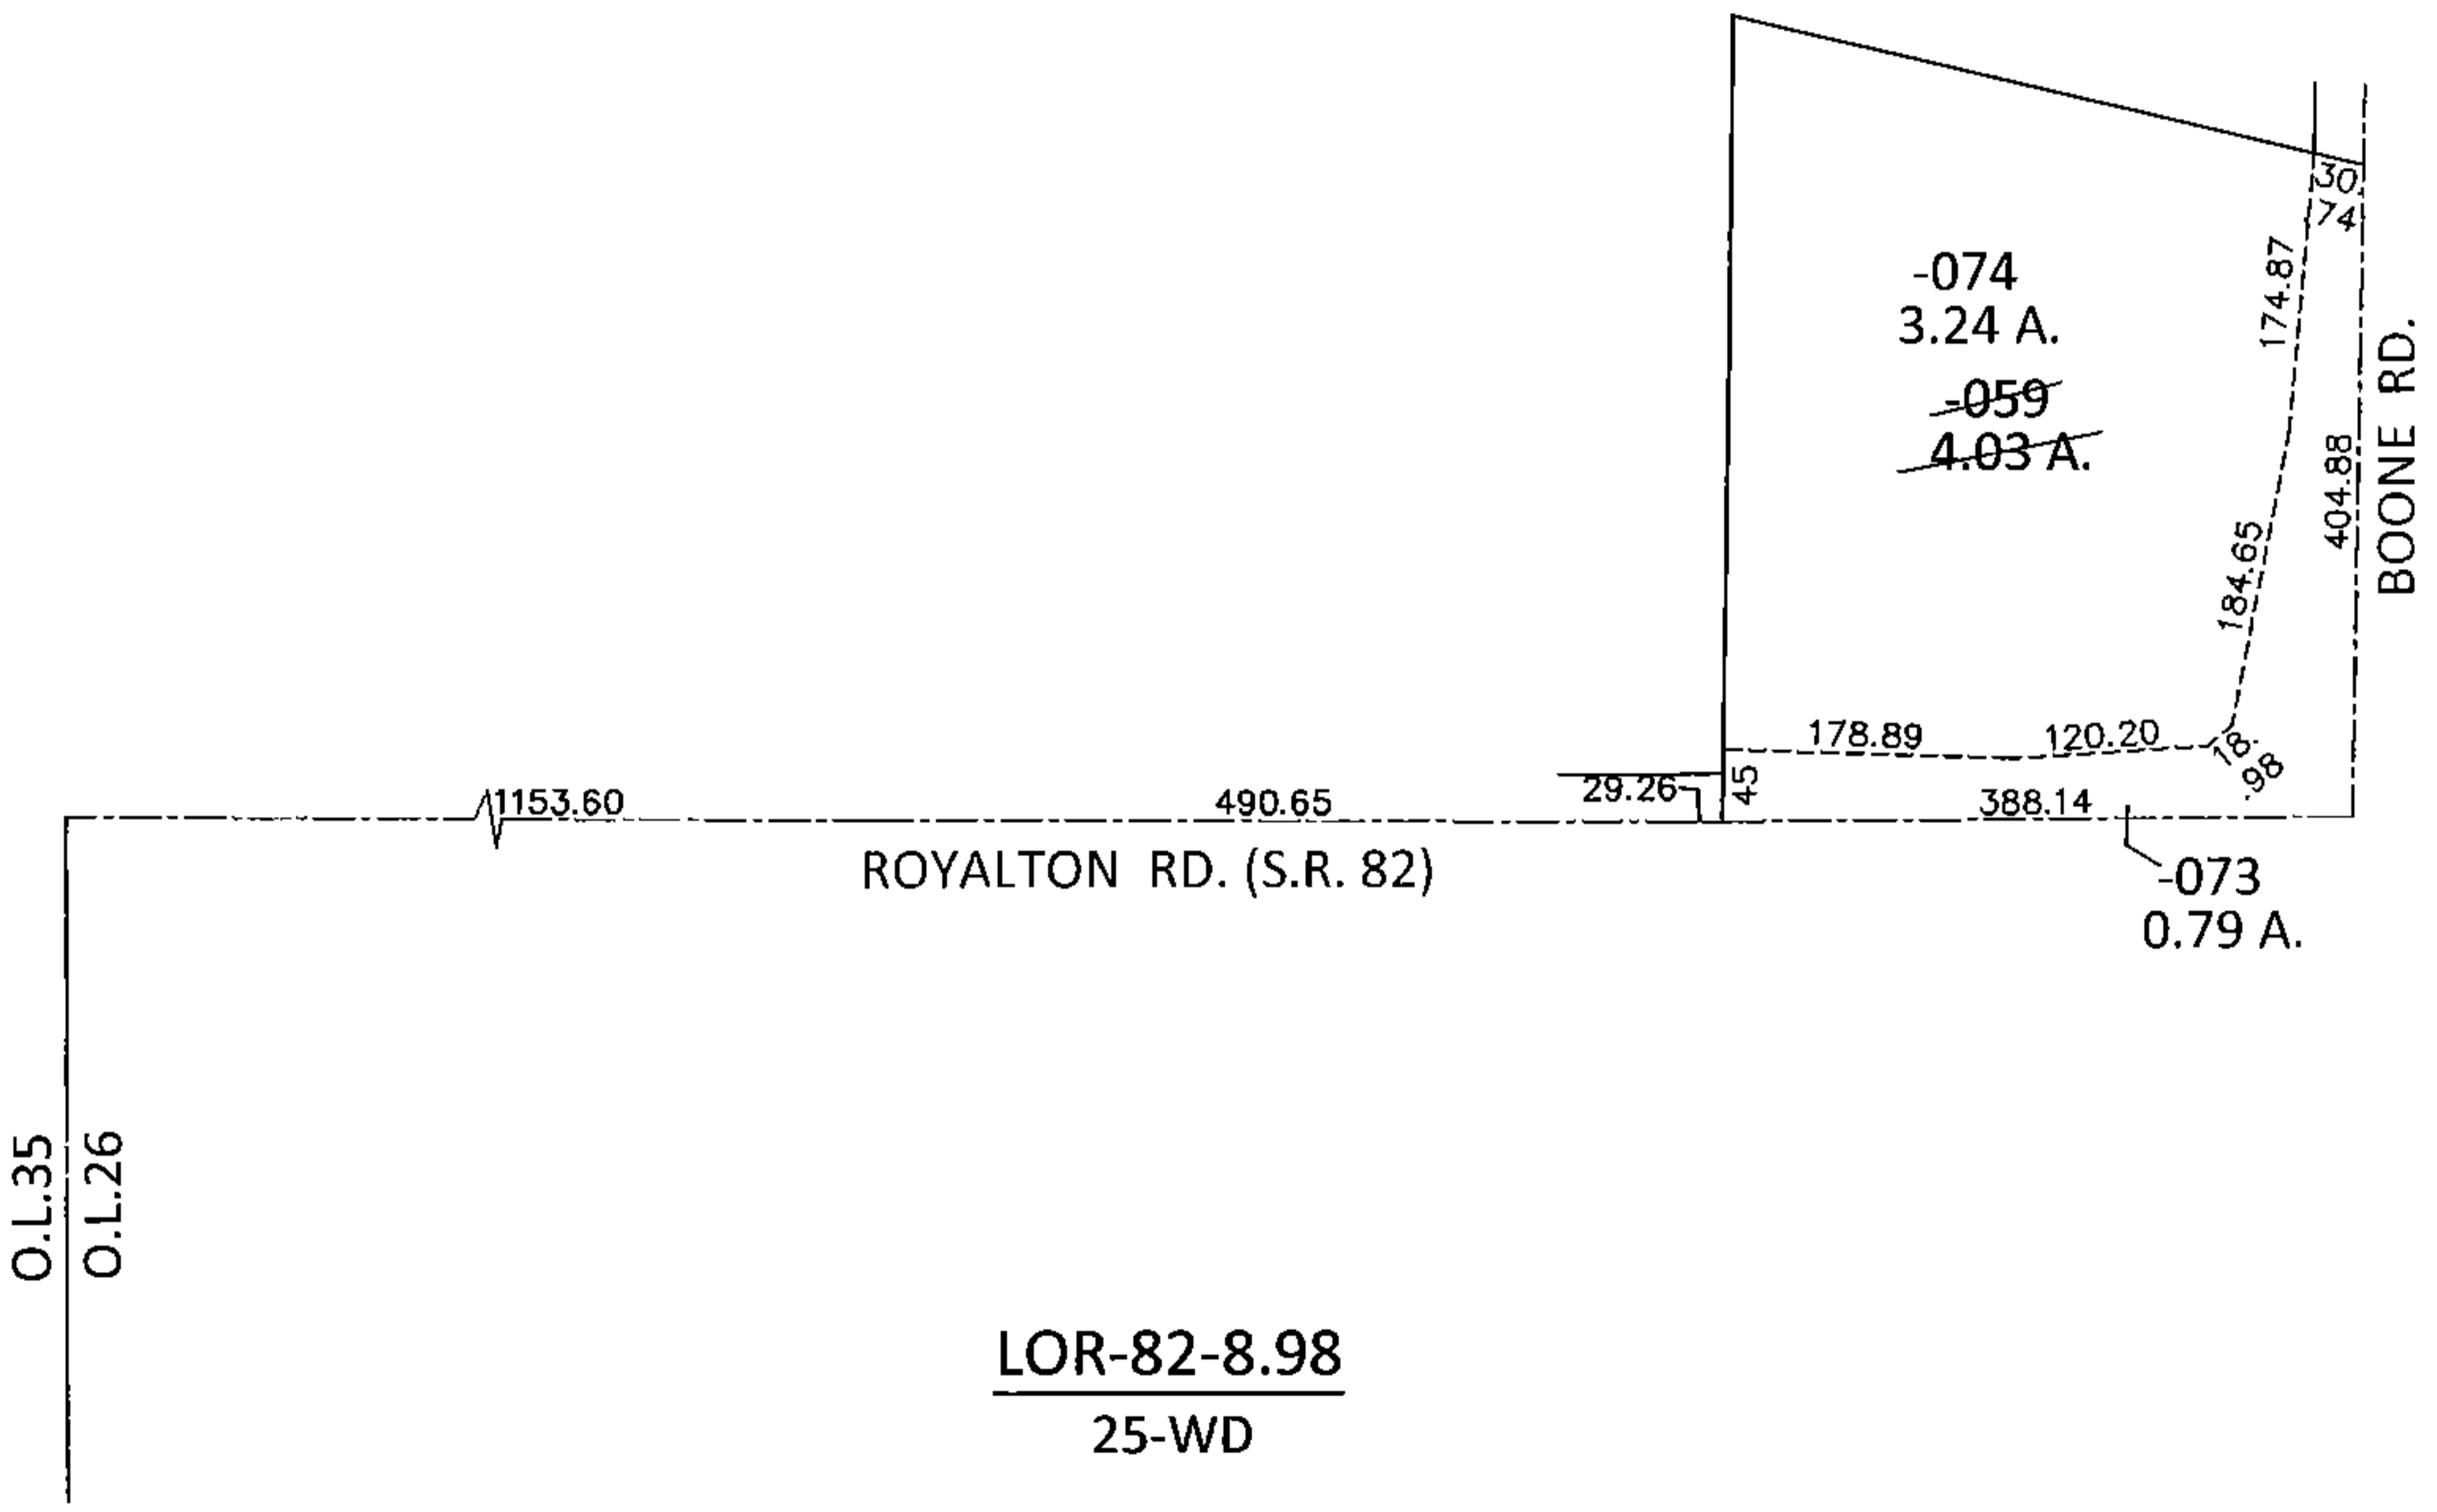 30.
74
174.87
-074
3.24 A.
-059
4.03 A.
BOONE RD.
404.88
184.65
178.89
120.20
18.
98
45
29.26
1153.60
490.65
388.14
ROYALTON RD. (S.R. 82)
-073
0.79 A.
O.L.35
O.L.26
LOR-82-8.98
25-WD